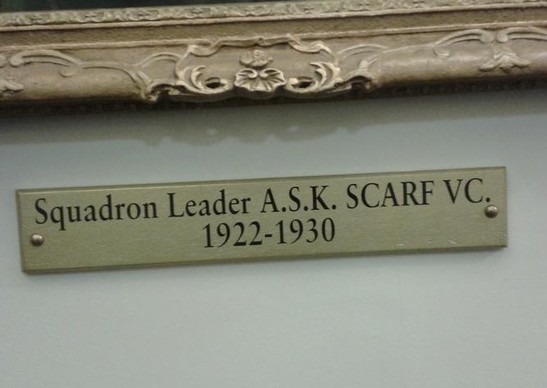 Squadron Leader A.S.K. SCARF VC.
1922-1930